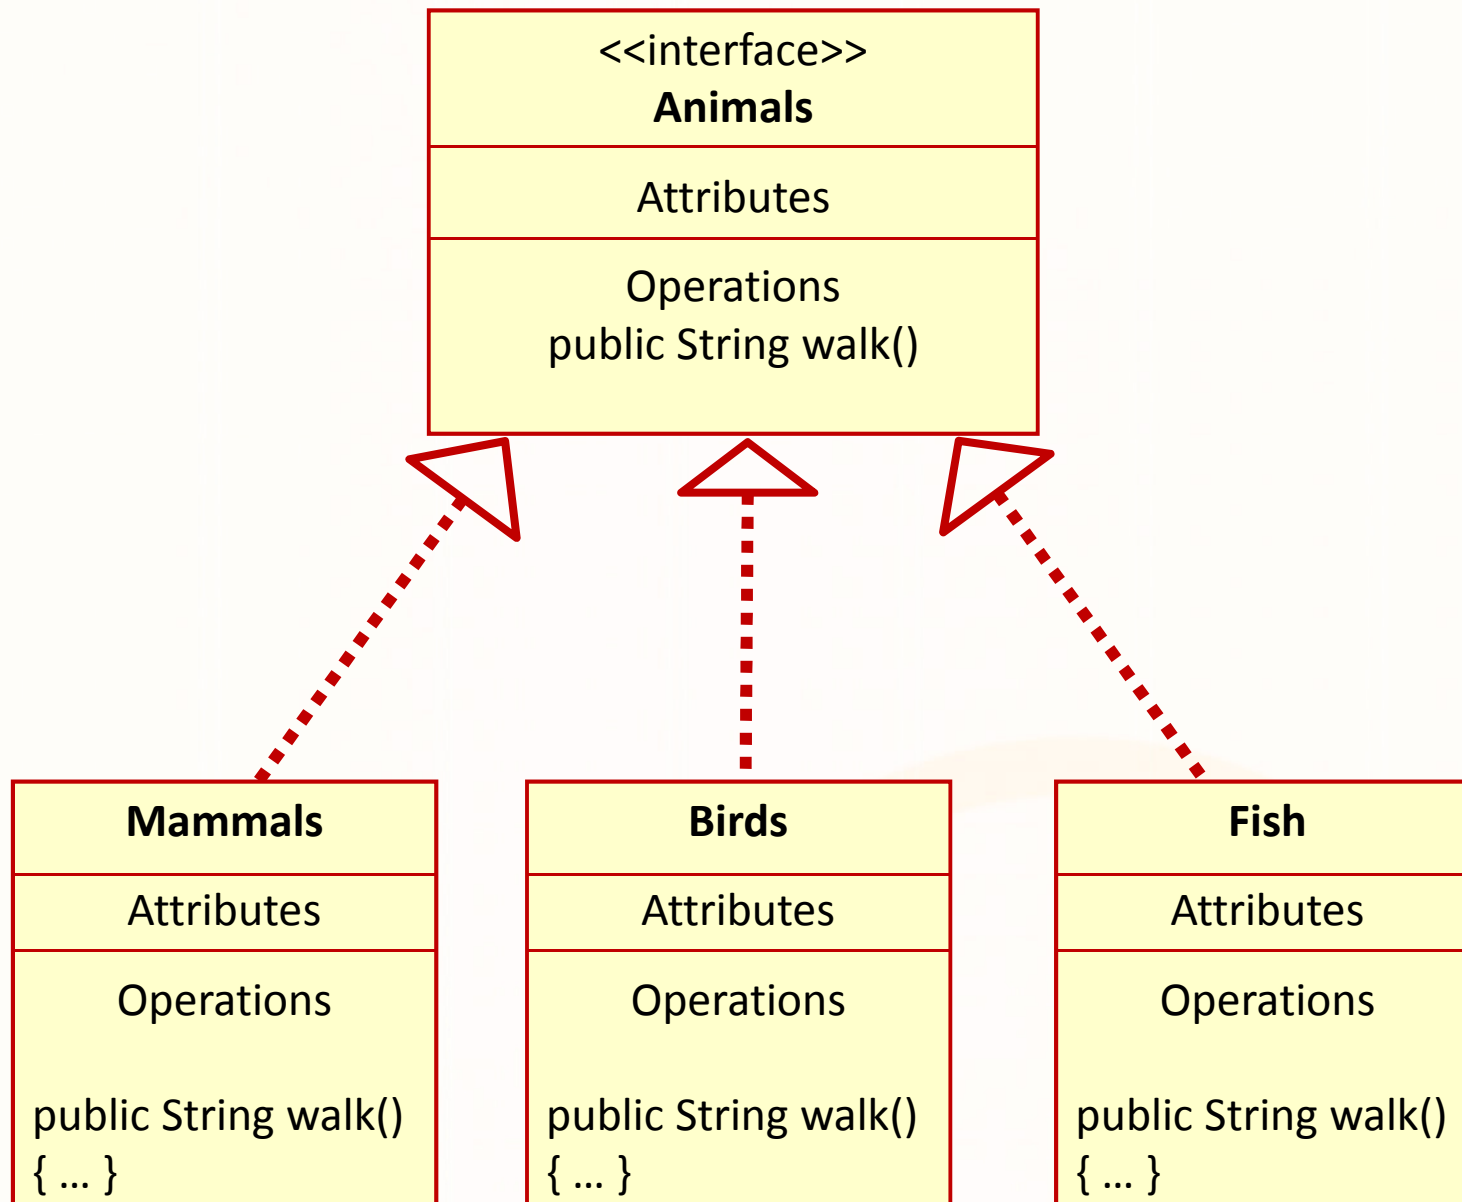 <<interface>>
Animals
Attributes
Operations
public String walk()
Mammals
Attributes
Operations
public String walk()
{ ... }
Birds
Attributes
Operations
public String walk()
{ ... }
Fish
Attributes
Operations
public String walk()
{ ... }